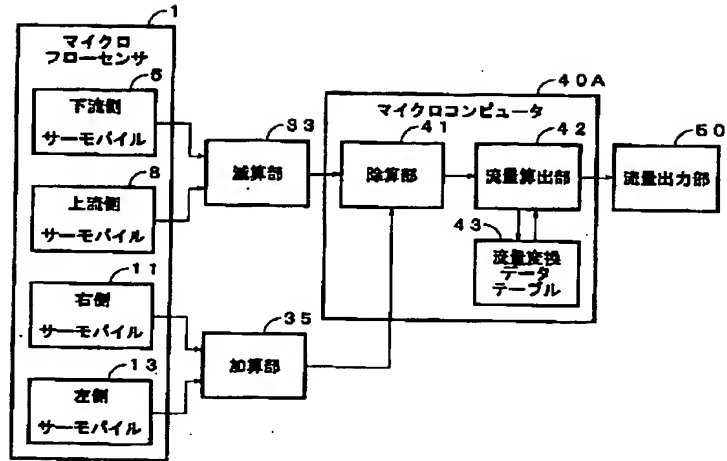 1
マイクロ
フローセンサ
5
下流側
サーモパイル
8
上流側
サーモパイル
11
右側
サーモパイル
13
左側
サーモパイル
33
減算部
35
加算部
40A
マイクロコンピュータ
41
除算部
42
流量算出部
43
流量変換
データ
テーブル
50
流量出力部